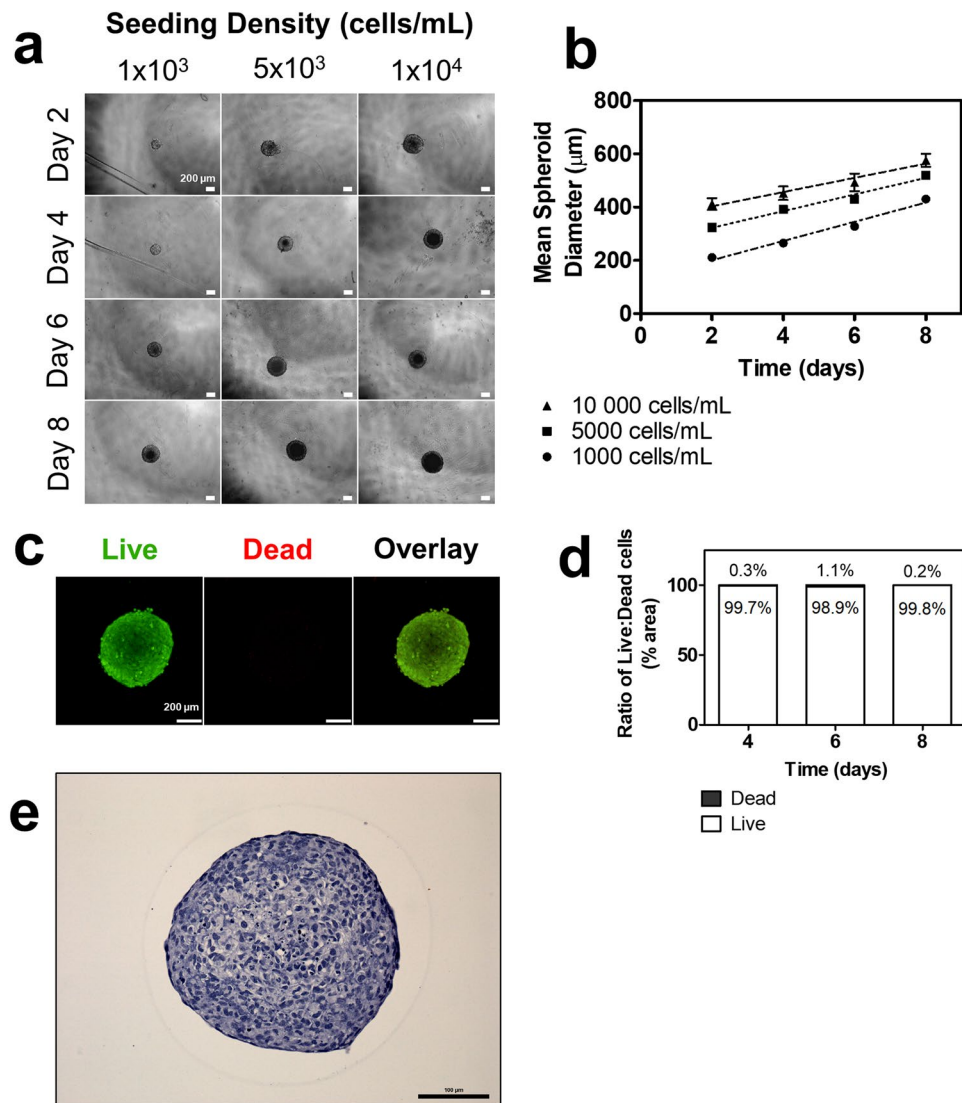 a
Seeding Density (cells/mL)
1x10³ 5x10³ 1x10⁴
Day 2
200 µm
Day 4
Day 6
Day 8
b
Mean Spheroid
Diameter (µm)
800
600
400
200
0
0 2 4 6 8
Time (days)
10 000 cells/mL
5000 cells/mL
1000 cells/mL
c
Live Dead Overlay
200 µm
d
Ratio of Live:Dead cells
(% area)
100
50
0
0.3% 1.1% 0.2%
99.7% 98.9% 99.8%
4 6 8
Time (days)
Dead
Live
e
100 µm